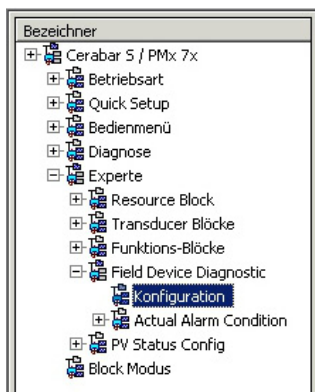 Bezeichner
Cerabar S / PMx 7x
Betriebsart
Quick Setup
Bedienmenü
Diagnose
Experte
Resource Block
Transducer Blöcke
Funktions-Blöcke
Field Device Diagnostic
Konfiguration
Actual Alarm Condition
PV Status Config
Block Modus